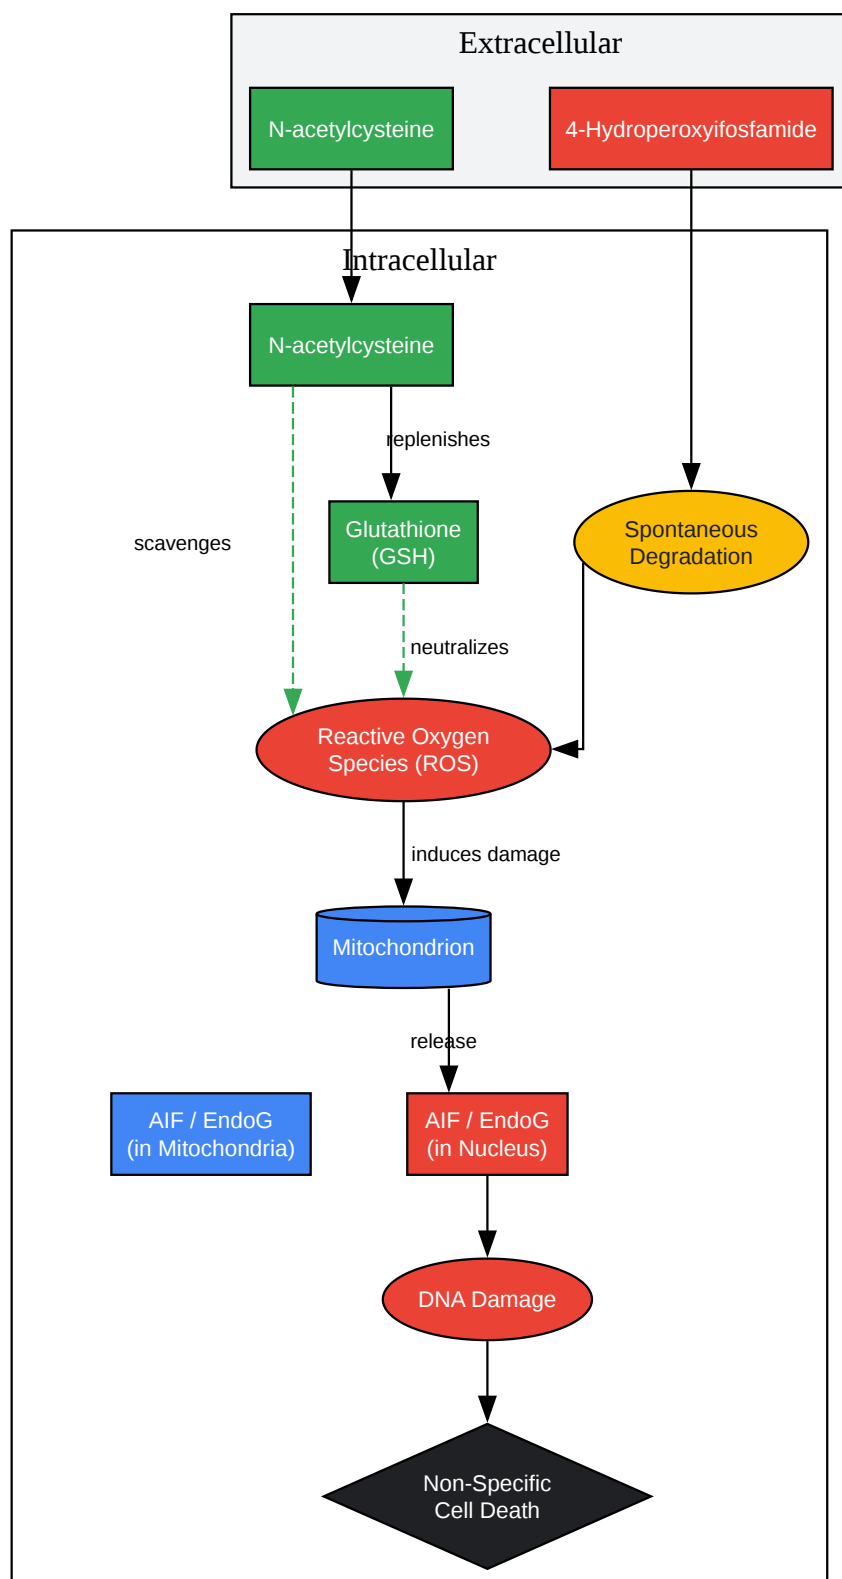 Extracellular
N-acetylcysteine
4-Hydroperoxyifosfamide
Intracellular
N-acetylcysteine
replenishes
scavenges
Glutathione
(GSH)
Spontaneous
Degradation
neutralizes
Reactive Oxygen
Species (ROS)
induces damage
Mitochondrion
release
AIF / EndoG
(in Mitochondria)
AIF / EndoG
(in Nucleus)
DNA Damage
Non-Specific
Cell Death